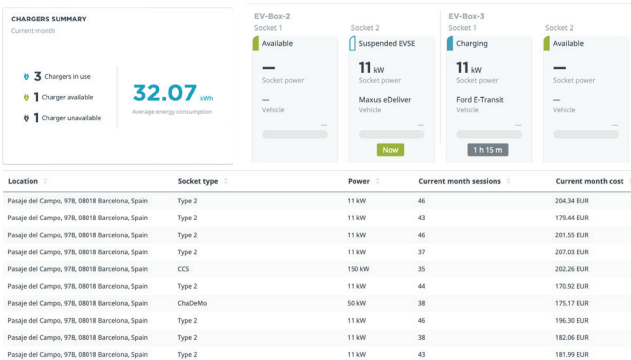 CHARGERS SUMMARY
Current month
3 Chargers in use
1 Charger available
1 Charger unavailable
32.07 kWh
Average energy consumption
EV-Box-2
Socket 1
Available
—
Socket power
—
Vehicle
—
Socket 2
Suspended EVSE
11 kW
Socket power
Maxus eDeliver
Vehicle
—
Now
EV-Box-3
Socket 1
Charging
11 kW
Socket power
Ford E-Transit
Vehicle
—
1 h 15 m
Socket 2
Available
—
Socket power
—
Vehicle
—
Location Socket type Power Current month sessions Current month cost
Pasaje del Campo, 97B, 08018 Barcelona, Spain Type 2 11 kW 46 204.34 EUR
Pasaje del Campo, 97B, 08018 Barcelona, Spain Type 2 11 kW 43 179.44 EUR
Pasaje del Campo, 97B, 08018 Barcelona, Spain Type 2 11 kW 46 201.55 EUR
Pasaje del Campo, 97B, 08018 Barcelona, Spain Type 2 11 kW 37 207.03 EUR
Pasaje del Campo, 97B, 08018 Barcelona, Spain CCS 150 kW 35 202.26 EUR
Pasaje del Campo, 97B, 08018 Barcelona, Spain Type 2 11 kW 44 170.92 EUR
Pasaje del Campo, 97B, 08018 Barcelona, Spain ChaDeMo 50 kW 38 175.17 EUR
Pasaje del Campo, 97B, 08018 Barcelona, Spain Type 2 11 kW 46 196.30 EUR
Pasaje del Campo, 97B, 08018 Barcelona, Spain Type 2 11 kW 38 182.06 EUR
Pasaje del Campo, 97B, 08018 Barcelona, Spain Type 2 11 kW 43 181.99 EUR